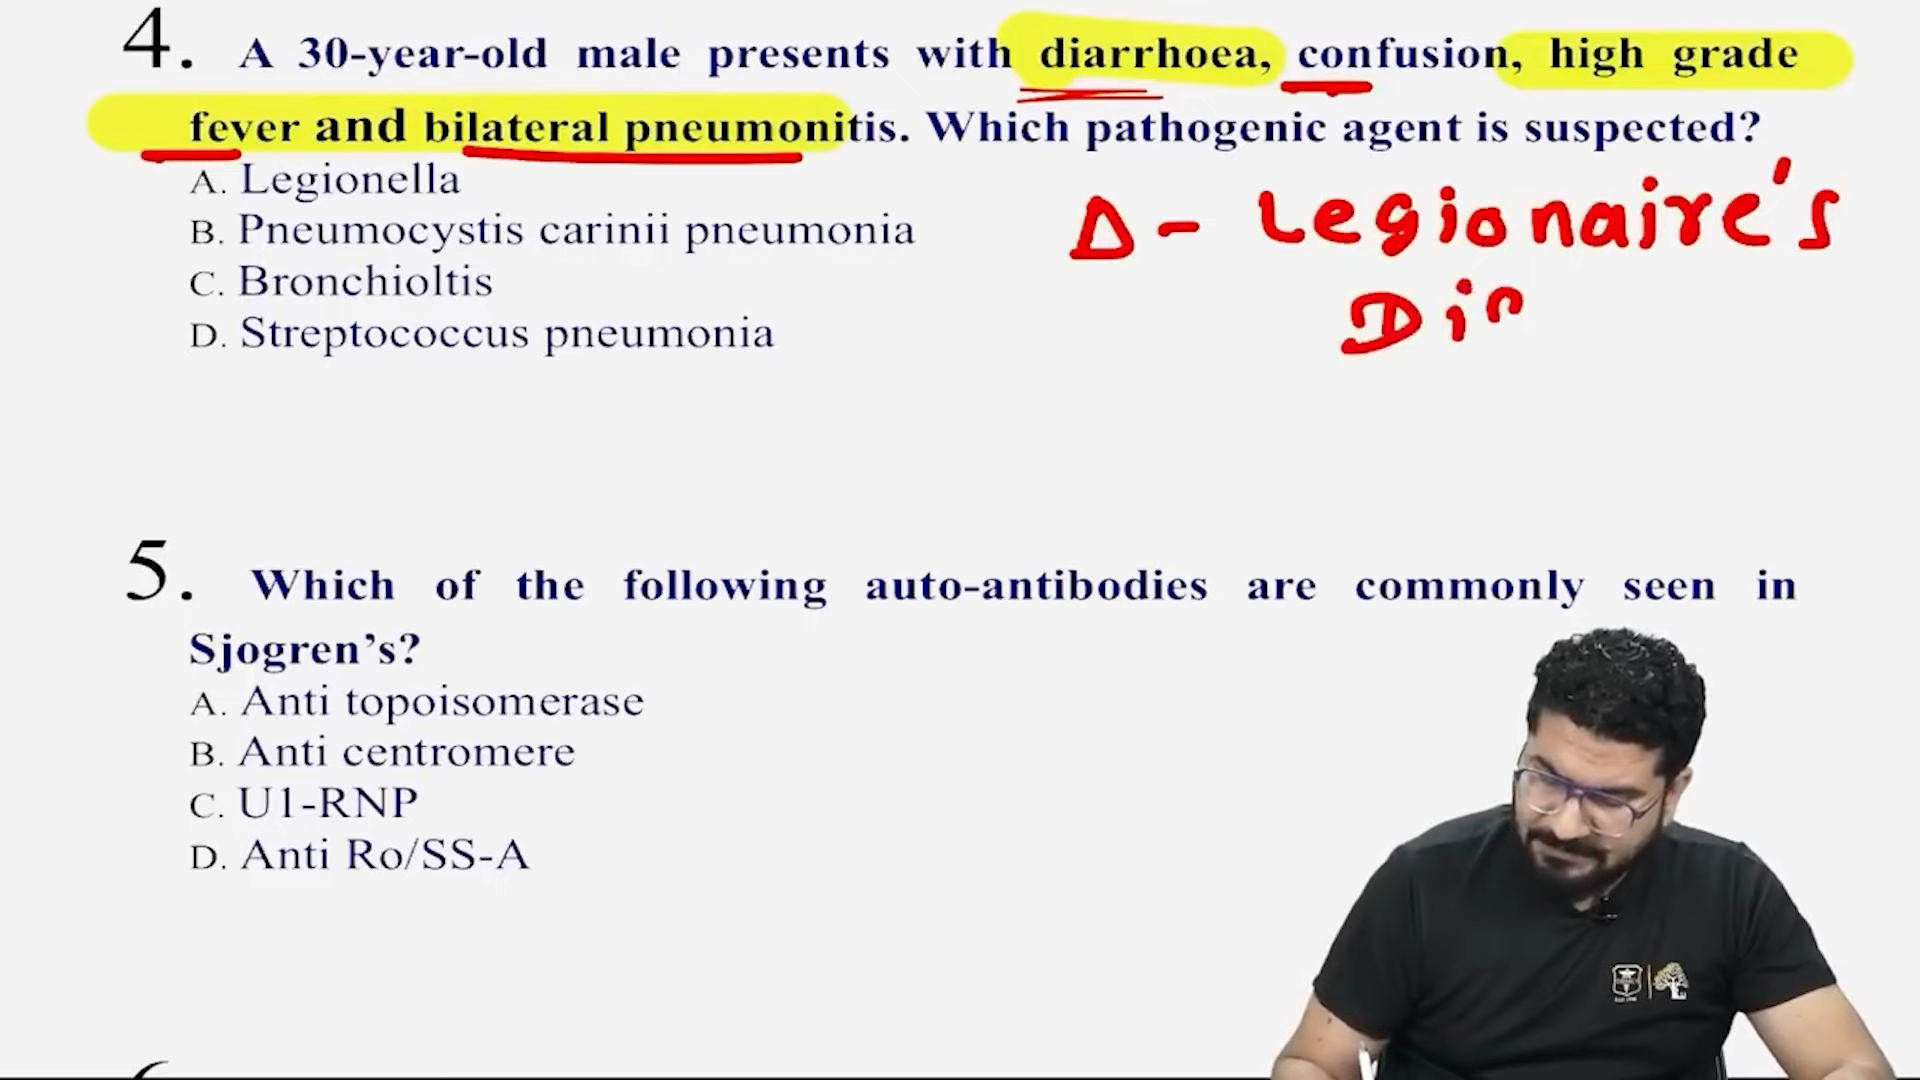 4. A 30-year-old male presents with diarrhoea, confusion, high grade
fever and bilateral pneumonitis. Which pathogenic agent is suspected?
A. Legionella
B. Pneumocystis carinii pneumonia
C. Bronchioltis
D. Streptococcus pneumonia
Δ - Legionaire's
5. Which of the following auto-antibodies are commonly seen in
Sjogren's?
A. Anti topoisomerase
B. Anti centromere
C. U1-RNP
D. Anti Ro/SS-A